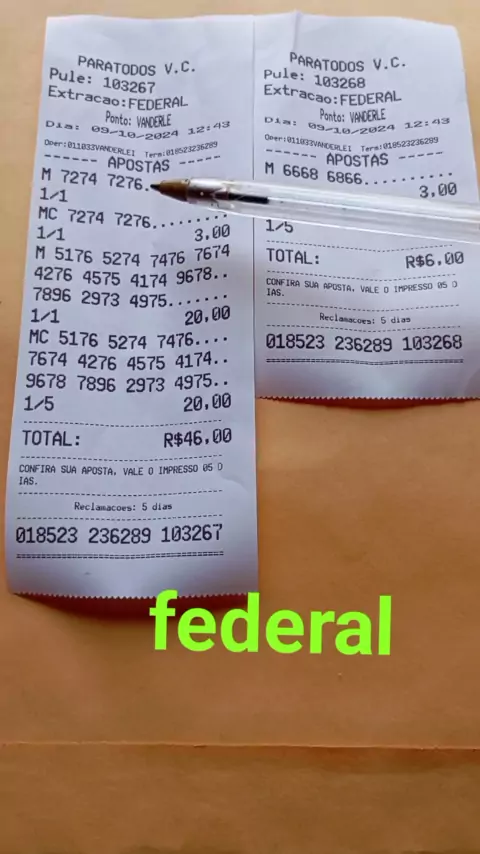 PARATODOS V.C.
Pule: 103267
Extracao:FEDERAL
Ponto: VANDERLE
Dia: 09/10/2024 12:43
Oper:011033VANDERLEI Term:018523236289
------ APOSTAS -----
M 7274 7276.
1/1
MC 7274 7276.........
1/1 3,00
M 5176 5274 7476 7674
4276 4575 4174 9678..
7896 2973 4975.......
1/1 20,00
MC 5176 5274 7476....
7674 4276 4575 4174..
9678 7896 2973 4975..
1/5 20,00
TOTAL: R$46,00
CONFIRA SUA APOSTA, VALE O IMPRESSO 05 D
IAS.
Reclamacoes: 5 dias
018523 236289 103267
PARATODOS V.C.
Pule: 103268
Extracao:FEDERAL
Ponto: VANDERLE
Dia: 09/10/2024 12:43
Oper:011033VANDERLEI Term:018523236289
------ APOSTAS -----
M 6668 6866..........
3,00
1/5
TOTAL: R$6,00
CONFIRA SUA APOSTA, VALE O IMPRESSO 05 D
IAS.
Reclamacoes: 5 dias
018523 236289 103268
federal